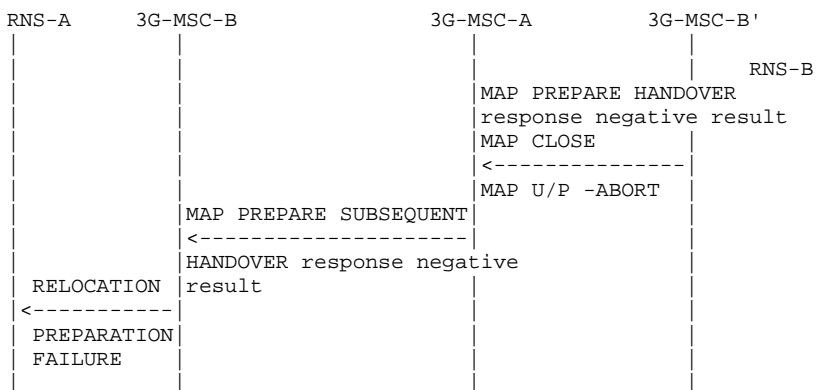 RNS-A 3G-MSC-B 3G-MSC-A 3G-MSC-B'
RNS-B
MAP PREPARE HANDOVER
response negative result
MAP CLOSE
MAP U/P -ABORT
MAP PREPARE SUBSEQUENT
HANDOVER response negative
RELOCATION result
PREPARATION
FAILURE